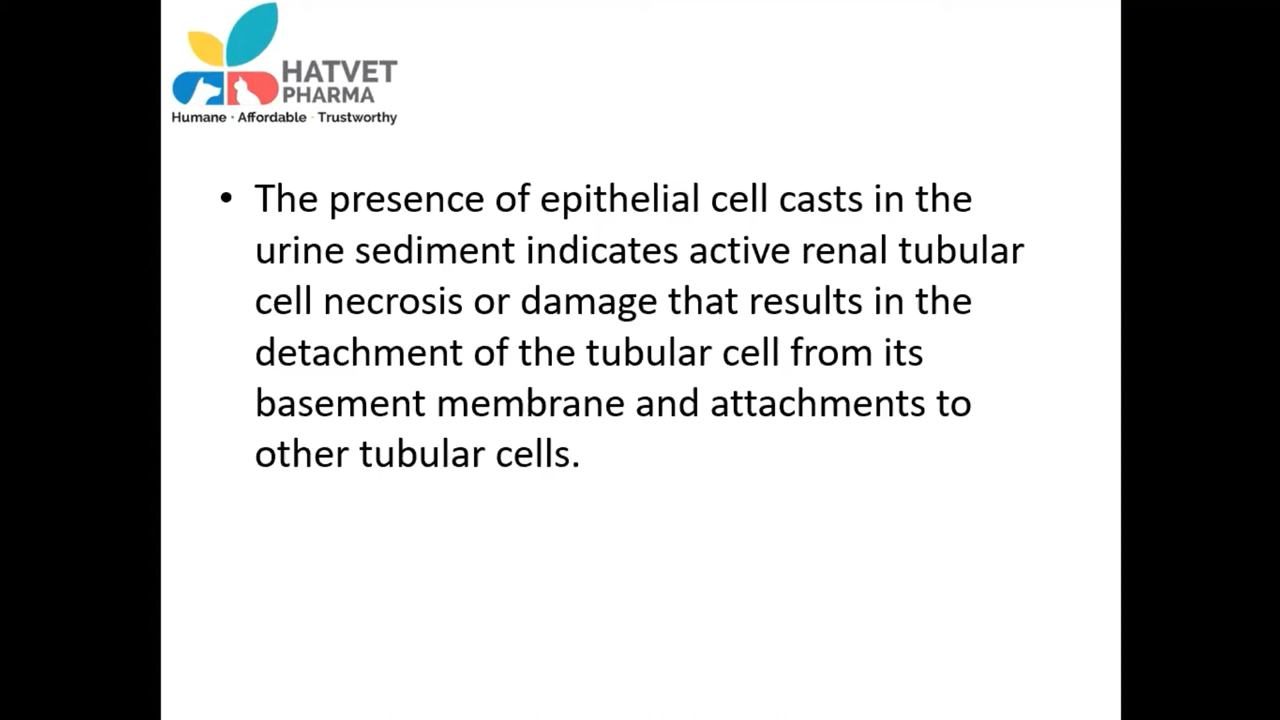 HATVET
PHARMA
Humane · Affordable · Trustworthy
• The presence of epithelial cell casts in the
urine sediment indicates active renal tubular
cell necrosis or damage that results in the
detachment of the tubular cell from its
basement membrane and attachments to
other tubular cells.